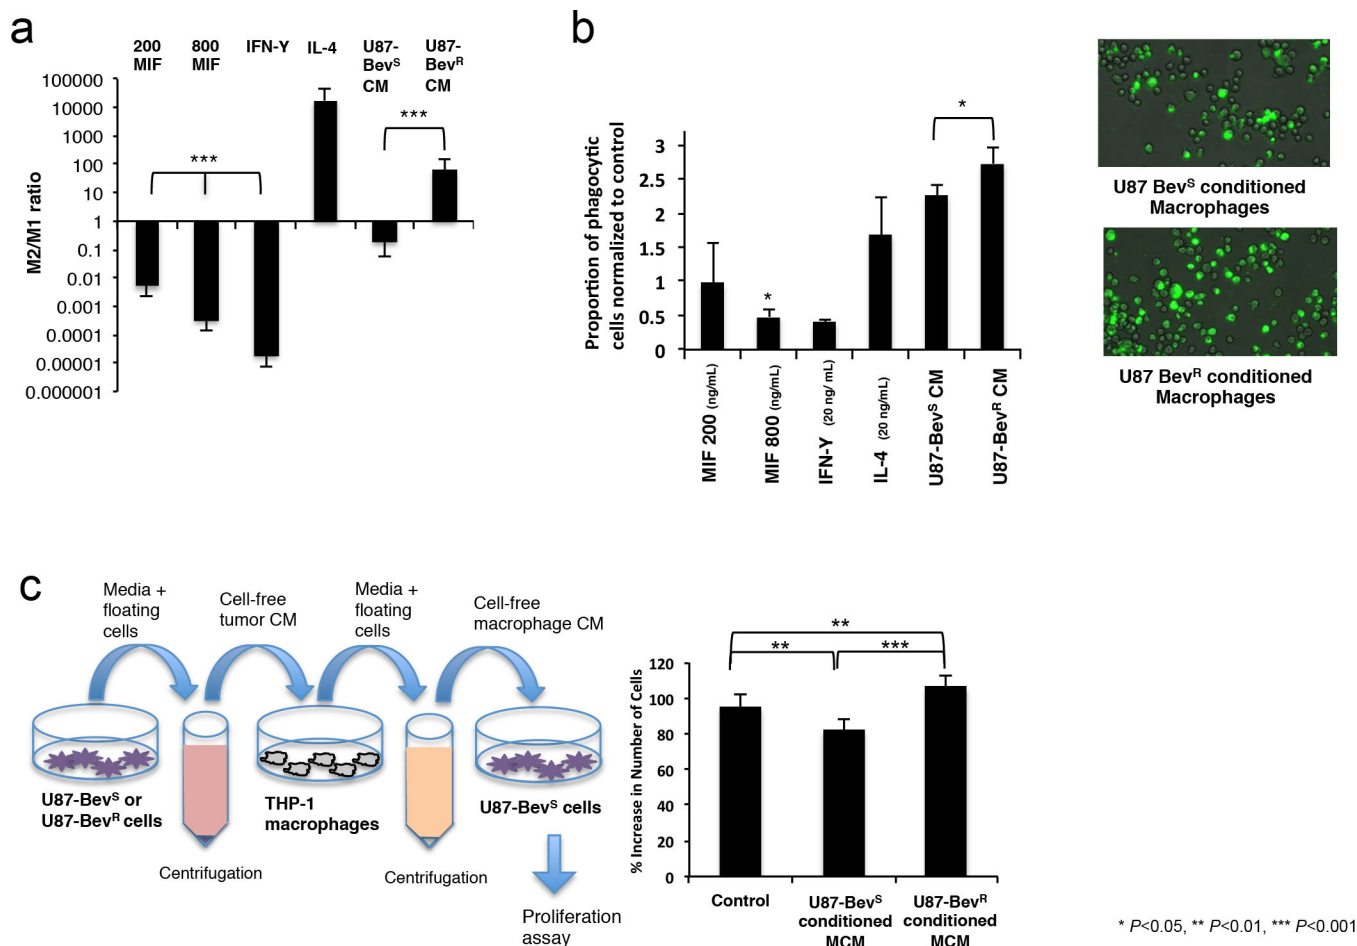 a
200
MIF
800
MIF
IFN-Y
IL-4
U87-
Bevˢ
CM
U87-
Bevᴿ
CM
100000
10000
1000
100
10
1
0.1
0.01
0.001
0.0001
0.00001
0.000001
M2/M1 ratio
***
***
b
Proportion of phagocytic
cells normalized to control
3
2.5
2
1.5
1
0.5
0
*
*
MIF 200 (ng/mL)
MIF 800 (ng/mL)
IFN-Y (20 ng/ mL)
IL-4 (20 ng/mL)
U87-Bevˢ CM
U87-Bevᴿ CM
U87 Bevˢ conditioned
Macrophages
U87 Bevᴿ conditioned
Macrophages
c
Media +
floating
cells
Cell-free
tumor CM
Media +
floating
cells
Cell-free
macrophage CM
U87-Bevˢ or
U87-Bevᴿ cells
Centrifugation
THP-1
macrophages
Centrifugation
U87-Bevˢ cells
Proliferation
assay
% Increase in Number of Cells
120
100
80
60
40
20
0
**
**
***
Control
U87-Bevˢ
conditioned
MCM
U87-Bevᴿ
conditioned
MCM
* P<0.05, ** P<0.01, *** P<0.001